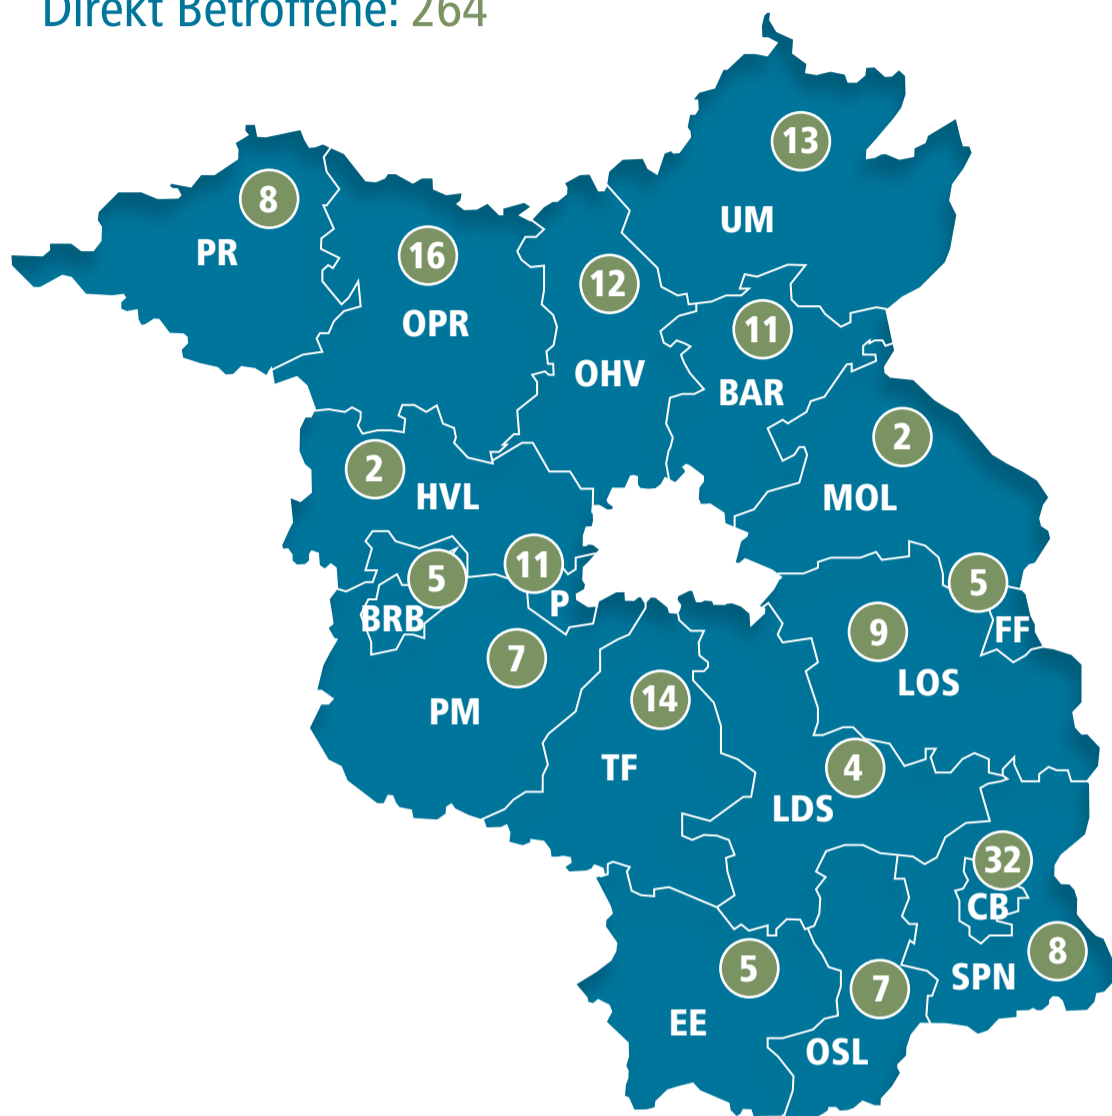 Direkt Betroffene: 264
13
UM
8
PR
16
OPR
12
OHV
11
BAR
2
MOL
2
HVL
11
P
5
BRB
5
FF
9
LOS
7
PM
14
TF
4
LDS
32
CB
8
SPN
5
EE
7
OSL